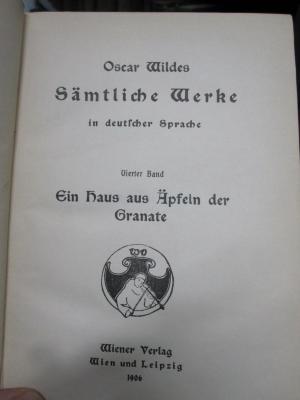 Oscar Wildes
Sämtliche Werke
in deutscher Sprache
Vierter Band
Ein Haus aus Äpfeln der
Granate
Wiener Verlag
Wien und Leipzig
1906